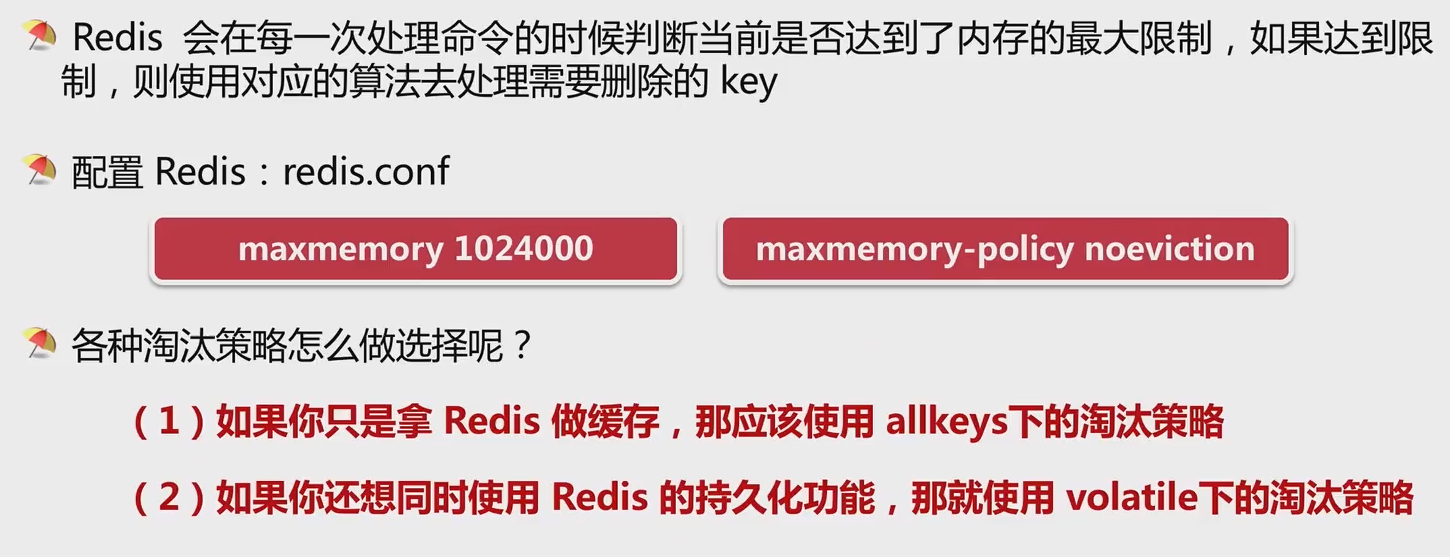 Redis 会在每一次处理命令的时候判断当前是否达到了内存的最大限制，如果达到限
制，则使用对应的算法去处理需要删除的 key
配置 Redis：redis.conf
maxmemory 1024000
maxmemory-policy noeviction
各种淘汰策略怎么做选择呢？
（1）如果你只是拿 Redis 做缓存，那应该使用 allkeys下的淘汰策略
（2）如果你还想同时使用 Redis 的持久化功能，那就使用 volatile下的淘汰策略